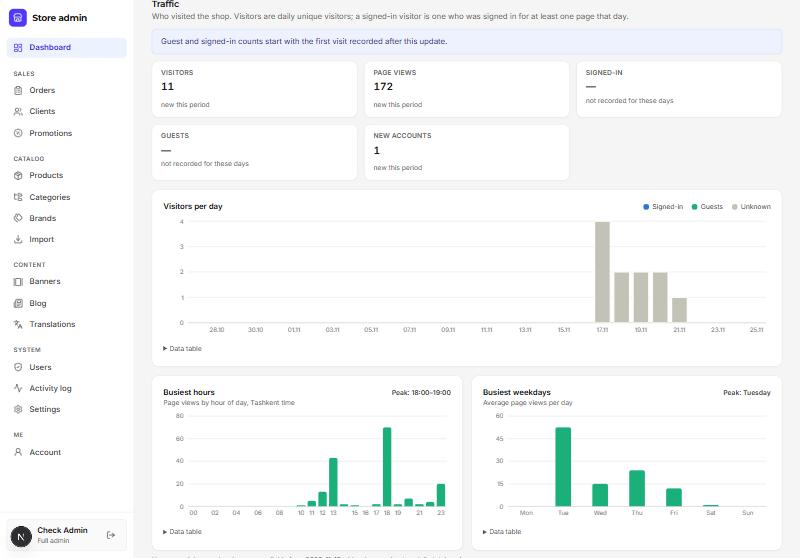 Store admin
Dashboard
SALES
Orders
Clients
Promotions
CATALOG
Products
Categories
Brands
Import
CONTENT
Banners
Blog
Translations
SYSTEM
Users
Activity log
Settings
ME
Account
N
Check Admin
Full admin
Traffic
Who visited the shop. Visitors are daily unique visitors; a signed-in visitor is one who was signed in for at least one page that day.
Guest and signed-in counts start with the first visit recorded after this update.
VISITORS
11
new this period
PAGE VIEWS
172
new this period
SIGNED-IN
—
not recorded for these days
GUESTS
—
not recorded for these days
NEW ACCOUNTS
1
new this period
Visitors per day
Signed-in Guests Unknown
4
3
2
1
0
28.10 30.10 01.11 03.11 05.11 07.11 09.11 11.11 13.11 15.11 17.11 19.11 21.11 23.11 25.11
Data table
Busiest hours
Peak: 18:00–19:00
Page views by hour of day, Tashkent time
80
60
40
20
0
00 02 04 06 08 10 11 12 13 15 16 17 18 19 21 23
Data table
Busiest weekdays
Peak: Tuesday
Average page views per day
60
45
30
15
0
Mon Tue Wed Thu Fri Sat Sun
Data table